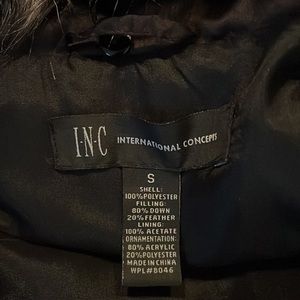 I·N·C INTERNATIONAL CONCEPTS
S
SHELL:
100%POLYESTER
FILLING:
80%DOWN
20%FEATHER
LINING:
100% ACETATE
ORNAMENTATION:
80% ACRYLIC
20%POLYESTER
MADE IN CHINA
WPL#8046